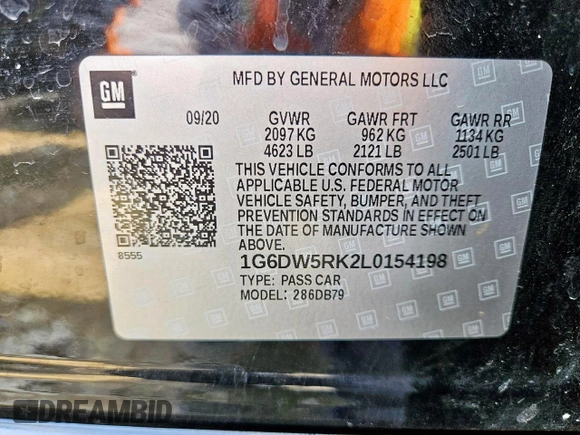 GM
MFD BY GENERAL MOTORS LLC
09/20 GVWR GAWR FRT GAWR RR
2097 KG 962 KG 1134 KG
4623 LB 2121 LB 2501 LB
THIS VEHICLE CONFORMS TO ALL
APPLICABLE U.S. FEDERAL MOTOR
VEHICLE SAFETY, BUMPER, AND THEFT
PREVENTION STANDARDS IN EFFECT ON
THE DATE OF MANUFACTURE SHOWN
ABOVE.
8555
1G6DW5RK2L0154198
TYPE: PASS CAR
MODEL: 286DB79
DREAMBID